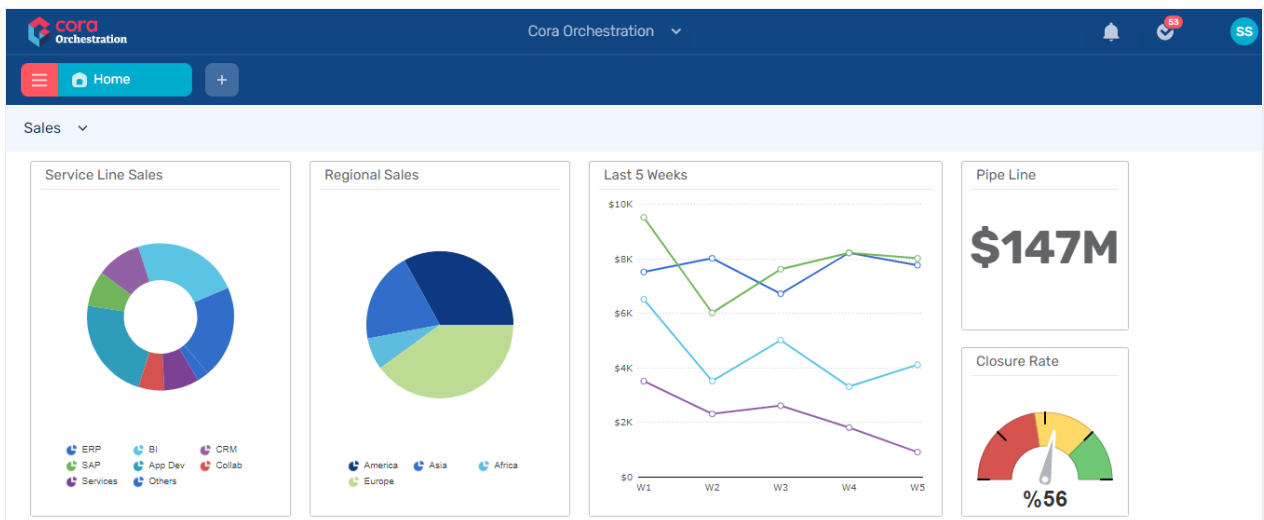 cora
Orchestration
Cora Orchestration
53
SS
Home
+
Sales
Service Line Sales
ERP BI CRM
SAP App Dev Collab
Services Others
Regional Sales
America Asia Africa
Europe
Last 5 Weeks
$10K
$8K
$6K
$4K
$2K
$0
W1 W2 W3 W4 W5
Pipe Line
$147M
Closure Rate
%56